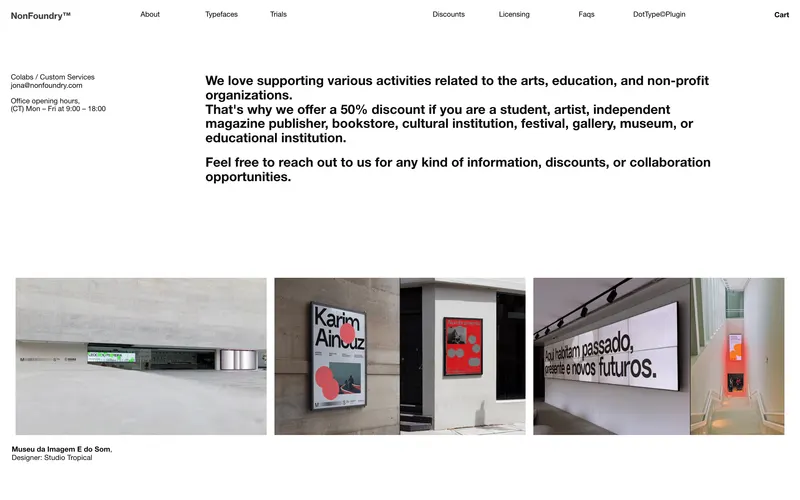 NonFoundry™
About
Typefaces
Trials
Discounts
Licensing
Faqs
DotType©Plugin
Cart
Colabs / Custom Services
jona@nonfoundry.com
Office opening hours,
(CT) Mon – Fri at 9:00 – 18:00
We love supporting various activities related to the arts, education, and non-profit
organizations.
That's why we offer a 50% discount if you are a student, artist, independent
magazine publisher, bookstore, cultural institution, festival, gallery, museum, or
educational institution.
Feel free to reach out to us for any kind of information, discounts, or collaboration
opportunities.
Karim
Ainouz
Aqui habitam passado,
presente e novos futuros.
Museu da Imagem E do Som,
Designer: Studio Tropical